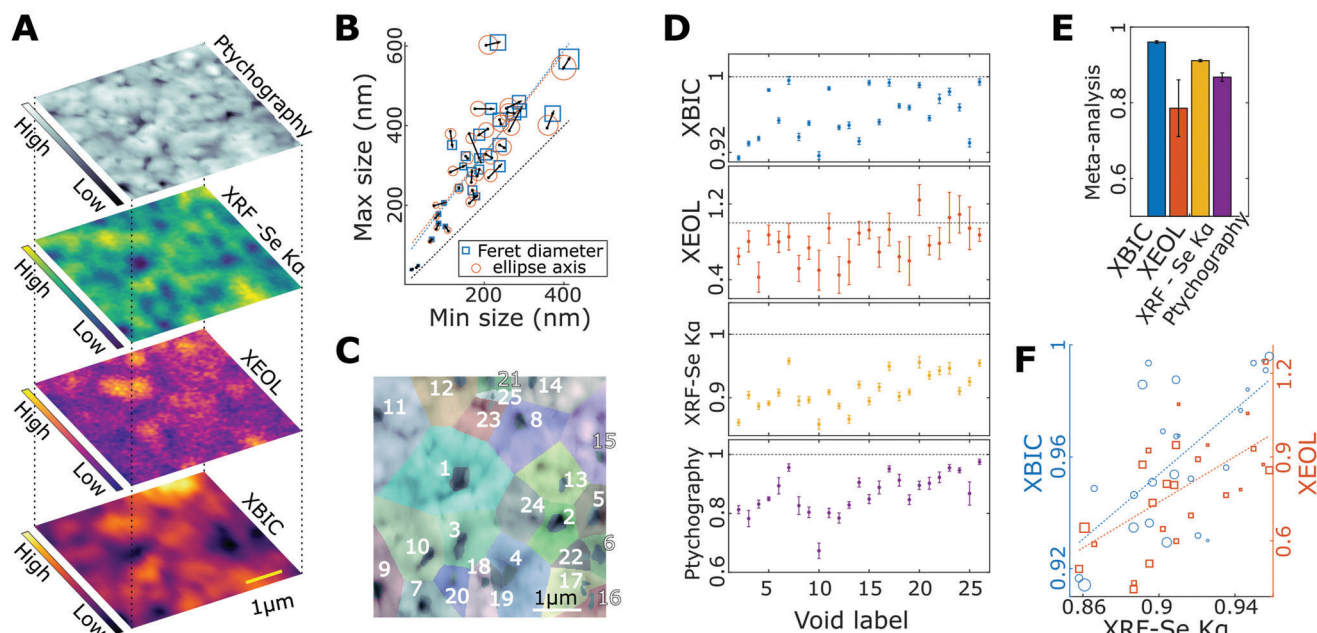 A
Ptychography
High
Low
XRF -Se Kα
High
Low
XEOL
High
Low
XBIC
High
Low
1μm
B
Max size (nm)
600
400
200
Feret diameter
ellipse axis
200
400
Min size (nm)
C
12
21
14
11
25
23
8
15
1
13
24
5
2
3
10
6
18
4
22
9
7
17
20
19
16
1μm
D
XBIC
1
0.92
XEOL
1.2
0.4
XRF-Se Kα
1
0.9
Ptychography
1
0.8
0.6
5
10
15
20
25
Void label
E
Meta-analysis
1
0.8
0.6
XBIC
XEOL
XRF - Se Kα
Ptychography
F
XBIC
1
0.96
0.92
XEOL
1.2
0.9
0.6
0.86
0.9
0.94
XRF-Se Kα